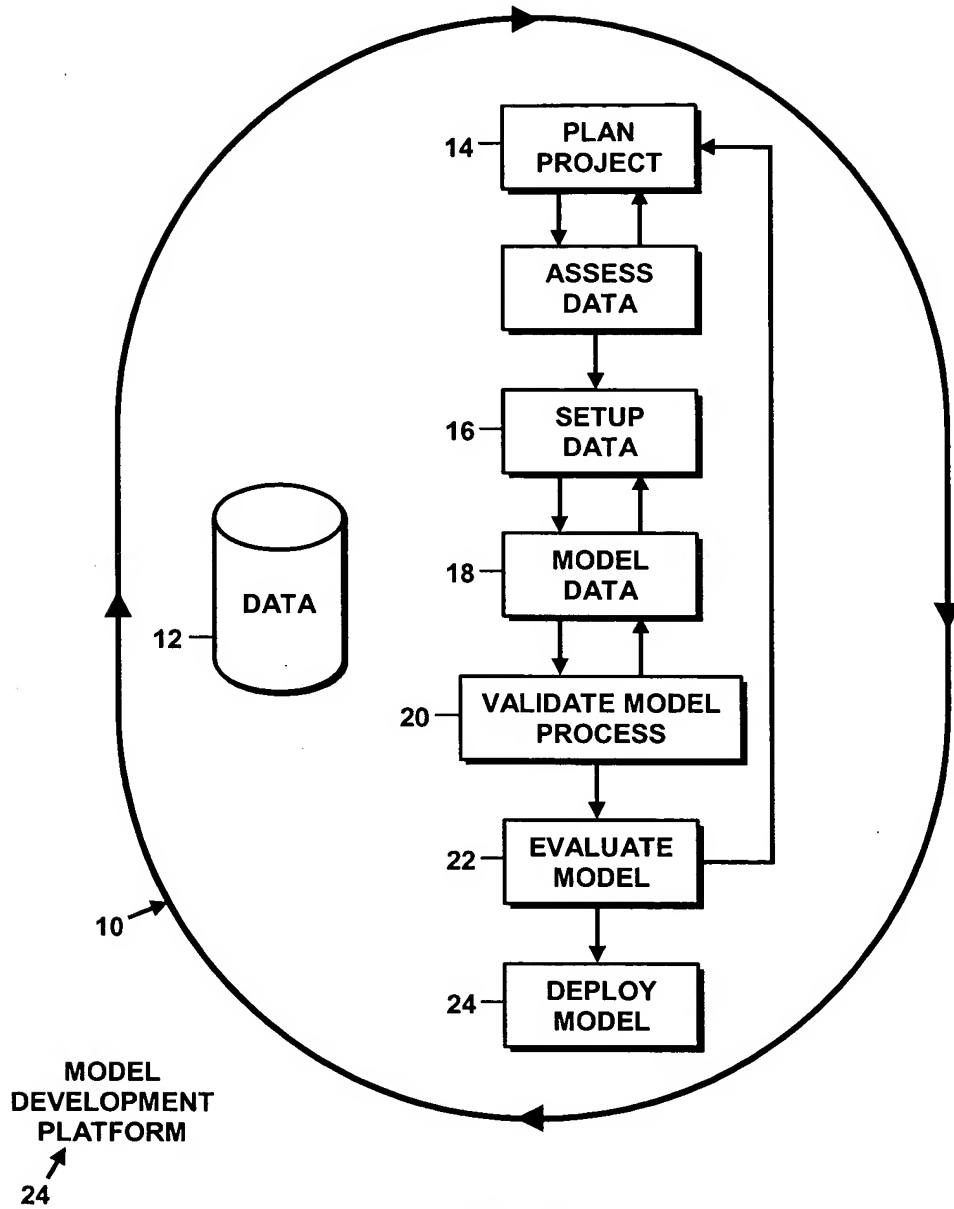 14
PLAN
PROJECT
ASSESS
DATA
16
SETUP
DATA
18
MODEL
DATA
DATA
12
20
VALIDATE MODEL
PROCESS
22
EVALUATE
MODEL
10
24
DEPLOY
MODEL
MODEL
DEVELOPMENT
PLATFORM
24